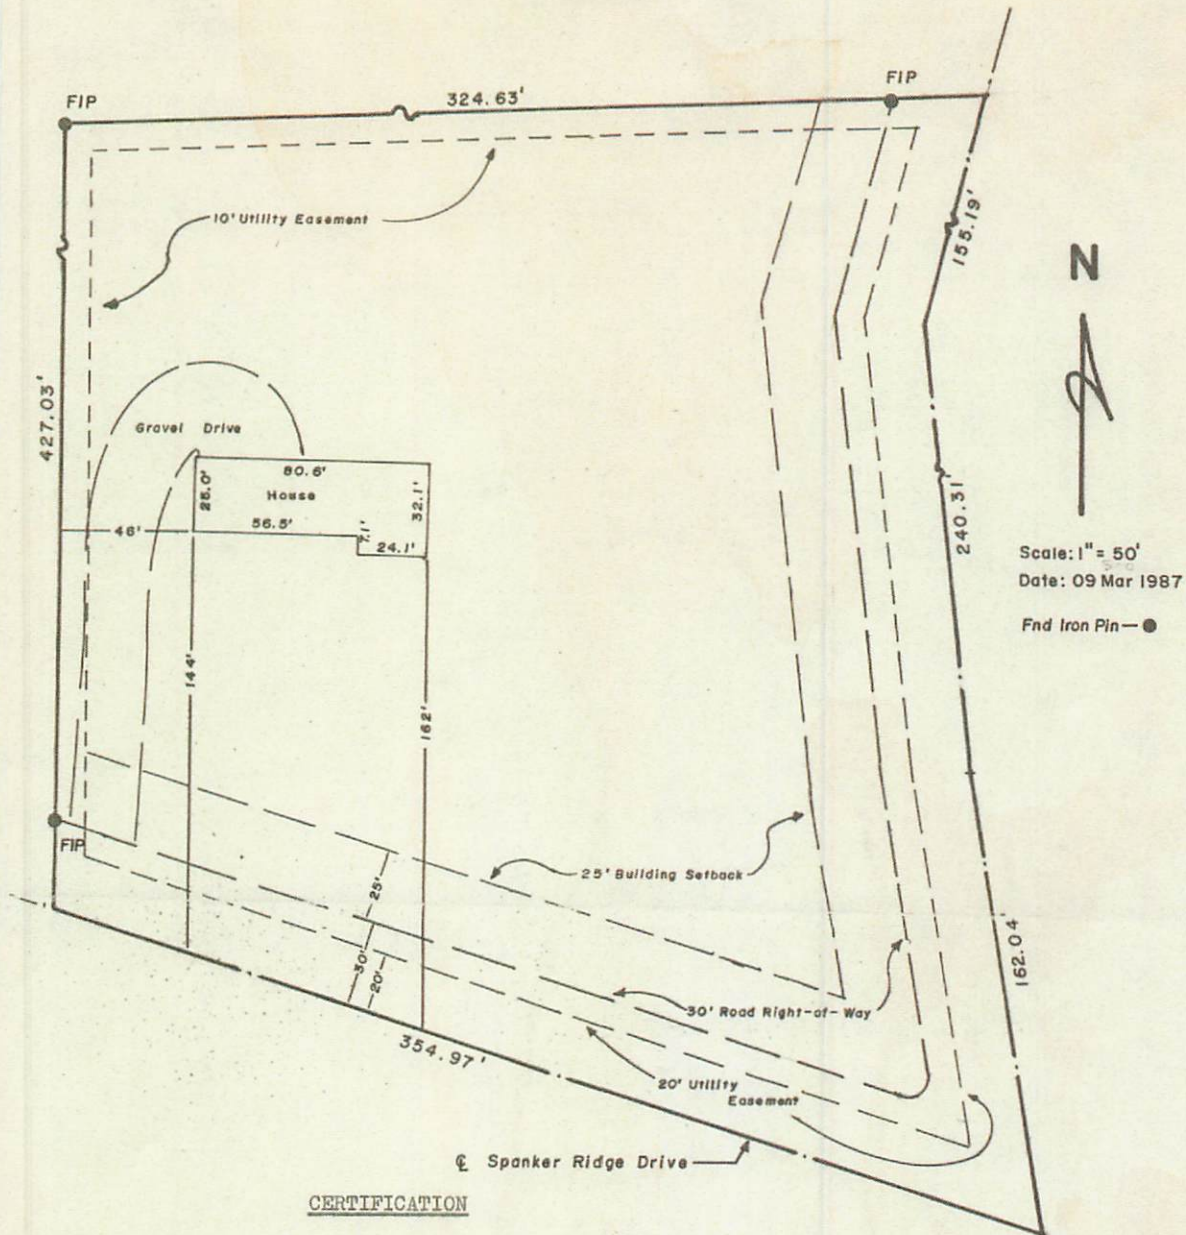 FIP
324.63'
FIP
10' Utility Easement
155.19'
N
427.03'
Gravel Drive
80.6'
25.0'
House
32.1'
46'
56.5'
7.1'
24.1'
240.31'
Scale: 1" = 50'
Date: 09 Mar 1987
Fnd Iron Pin
144'
162'
FIP
25' Building Setback
25'
30'
20'
162.04'
30' Road Right-of-Way
354.97'
20' Utility
Easement
℄ Spanker Ridge Drive
CERTIFICATION